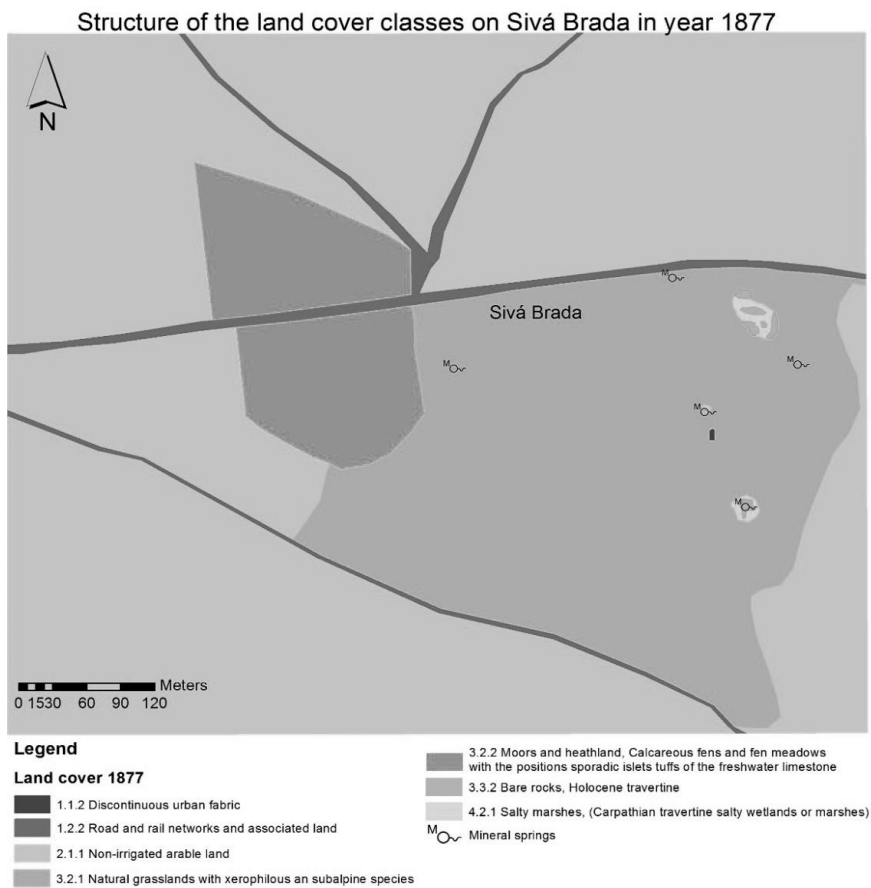 Structure of the land cover classes on Sivá Brada in year 1877
N
Sivá Brada
M
M
M
M
M
Meters
0 1530 60 90 120
Legend
Land cover 1877
1.1.2 Discontinuous urban fabric
1.2.2 Road and rail networks and associated land
2.1.1 Non-irrigated arable land
3.2.1 Natural grasslands with xerophilous an subalpine species
3.2.2 Moors and heathland, Calcareous fens and fen meadows
with the positions sporadic islets tuffs of the freshwater limestone
3.3.2 Bare rocks, Holocene travertine
4.2.1 Salty marshes, (Carpathian travertine salty wetlands or marshes)
M Mineral springs